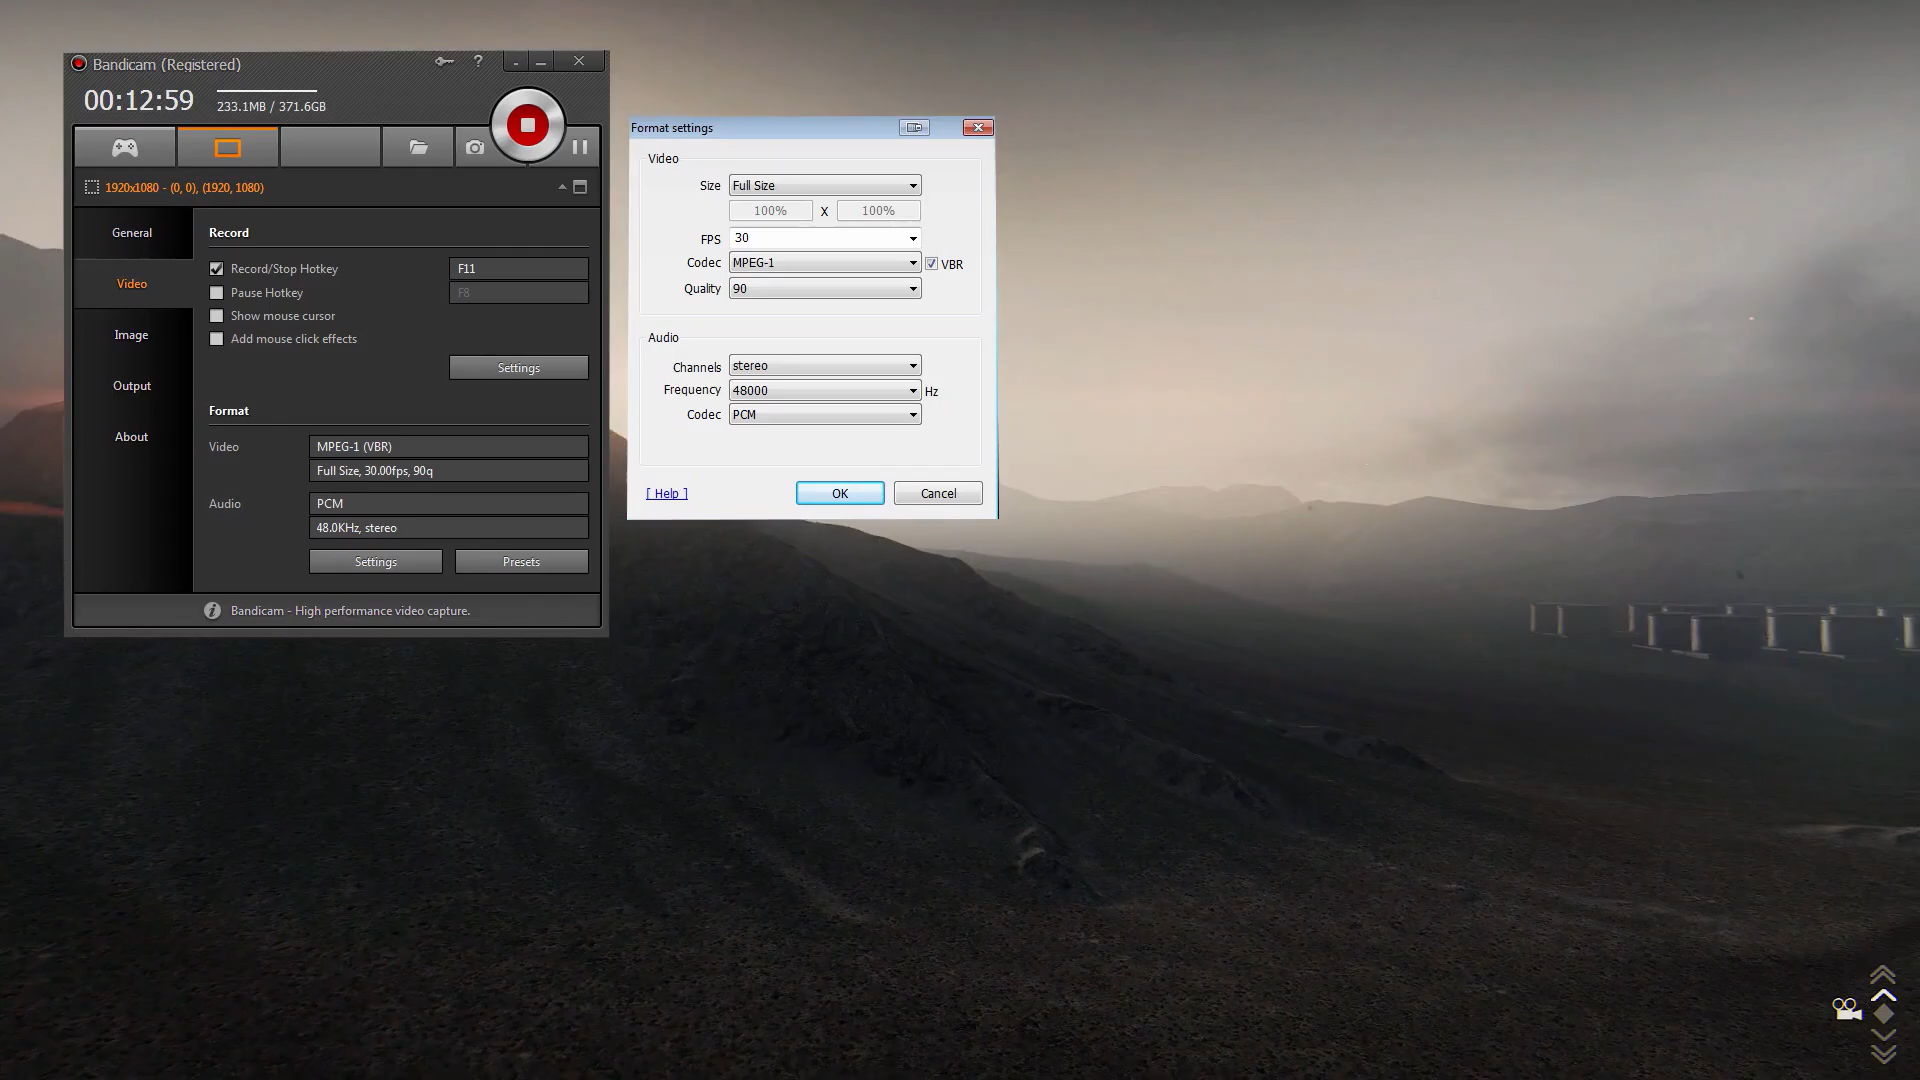 Bandicam (Registered)
?
00:12:59
233.1MB / 371.6GB
1920x1080 - (0, 0), (1920, 1080)
General
Video
Image
Output
About
Record
Record/Stop Hotkey
F11
Pause Hotkey
F8
Show mouse cursor
Add mouse click effects
Settings
Format
Video
MPEG-1 (VBR)
Full Size, 30.00fps, 90q
Audio
PCM
48.0KHz, stereo
Settings
Presets
Bandicam - High performance video capture.
Format settings
Video
Size
Full Size
100% X 100%
FPS
30
Codec
MPEG-1
VBR
Quality
90
Audio
Channels
stereo
Frequency
48000
Hz
Codec
PCM
[ Help ]
OK
Cancel